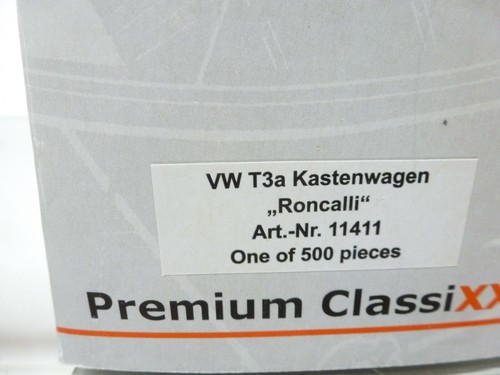 VW T3a Kastenwagen
„Roncalli“
Art.-Nr. 11411
One of 500 pieces
Premium ClassiXX